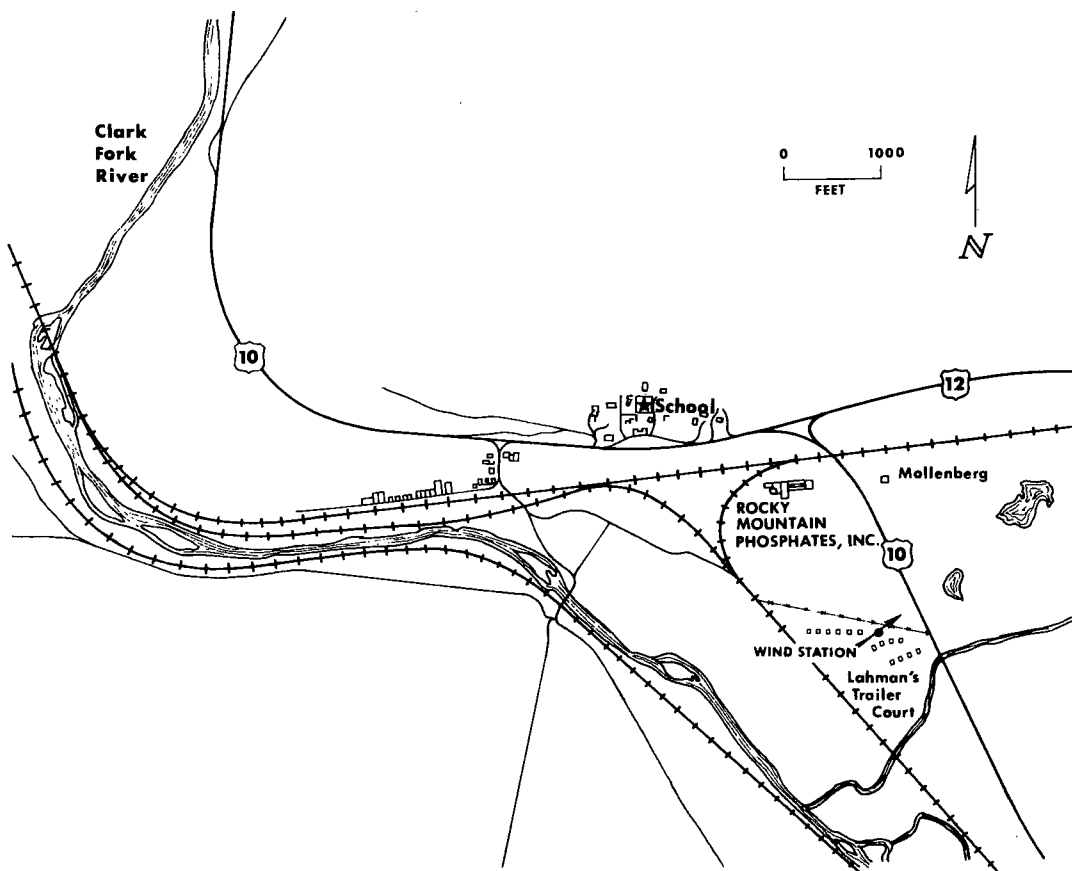 Clark
Fork
River
0 1000
FEET
N
10
12
School
Mollenberg
ROCKY
MOUNTAIN
PHOSPHATES, INC.
10
WIND STATION
Lahman's
Trailer
Court